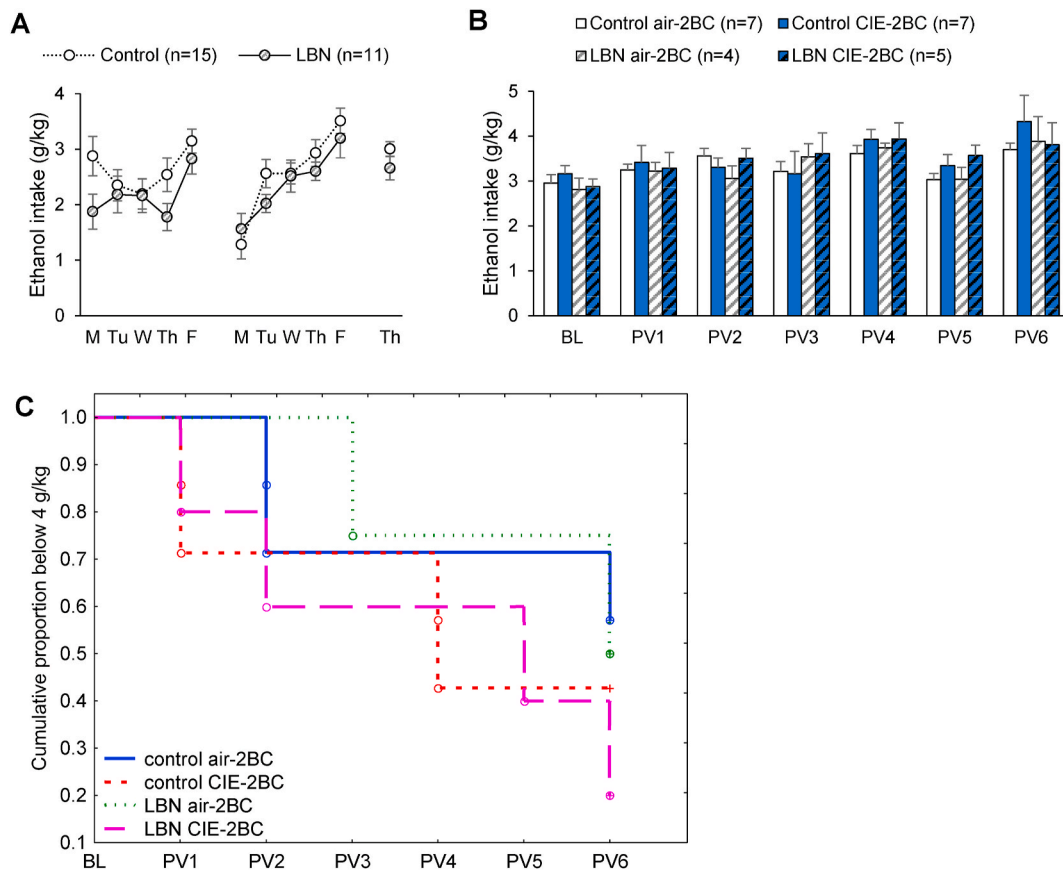 A
Control (n=15) LBN (n=11)
Ethanol intake (g/kg)
4
3
2
1
0
M Tu W Th F M Tu W Th F Th
B
Control air-2BC (n=7) Control CIE-2BC (n=7)
LBN air-2BC (n=4) LBN CIE-2BC (n=5)
Ethanol intake (g/kg)
5
4
3
2
1
0
BL PV1 PV2 PV3 PV4 PV5 PV6
C
Cumulative proportion below 4 g/kg
1.0
0.9
0.8
0.7
0.6
0.5
0.4
0.3
0.2
0.1
control air-2BC
control CIE-2BC
LBN air-2BC
LBN CIE-2BC
BL PV1 PV2 PV3 PV4 PV5 PV6